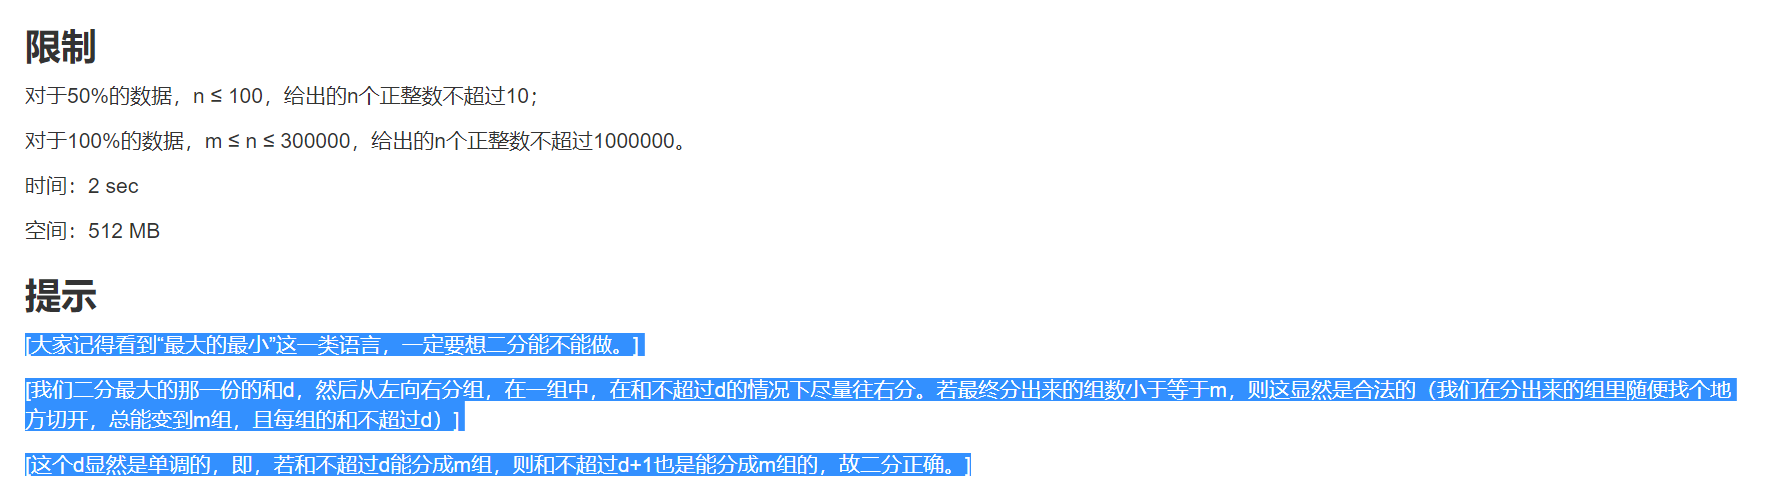 限制
对于50%的数据，n ≤ 100，给出的n个正整数不超过10；
对于100%的数据，m ≤ n ≤ 300000，给出的n个正整数不超过1000000。
时间：2 sec
空间：512 MB
提示
[大家记得看到“最大的最小”这一类语言，一定要想二分能不能做。]
[我们二分最大的那一份的和d，然后从左向右分组，在一组中，在和不超过d的情况下尽量往右分。若最终分出来的组数小于等于m，则这显然是合法的（我们在分出来的组里随便找个地
方切开，总能变到m组，且每组的和不超过d）]
[这个d显然是单调的，即，若和不超过d能分成m组，则和不超过d+1也是能分成m组的，故二分正确。]